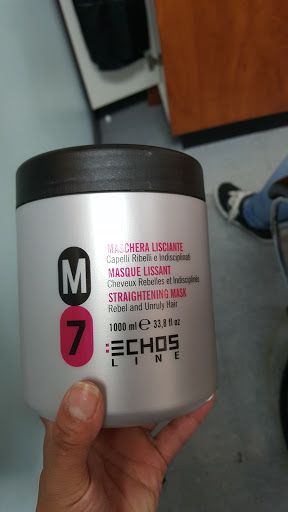 M
7
MASCHERA LISCIANTE
Capelli Ribelli e Indisciplinati
MASQUE LISSANT
Cheveux Rebelles et Indisciplinés
STRAIGHTENING MASK
Rebel and Unruly Hair
1000 ml ℮ 33,8 fl oz
ECHOS
LINE